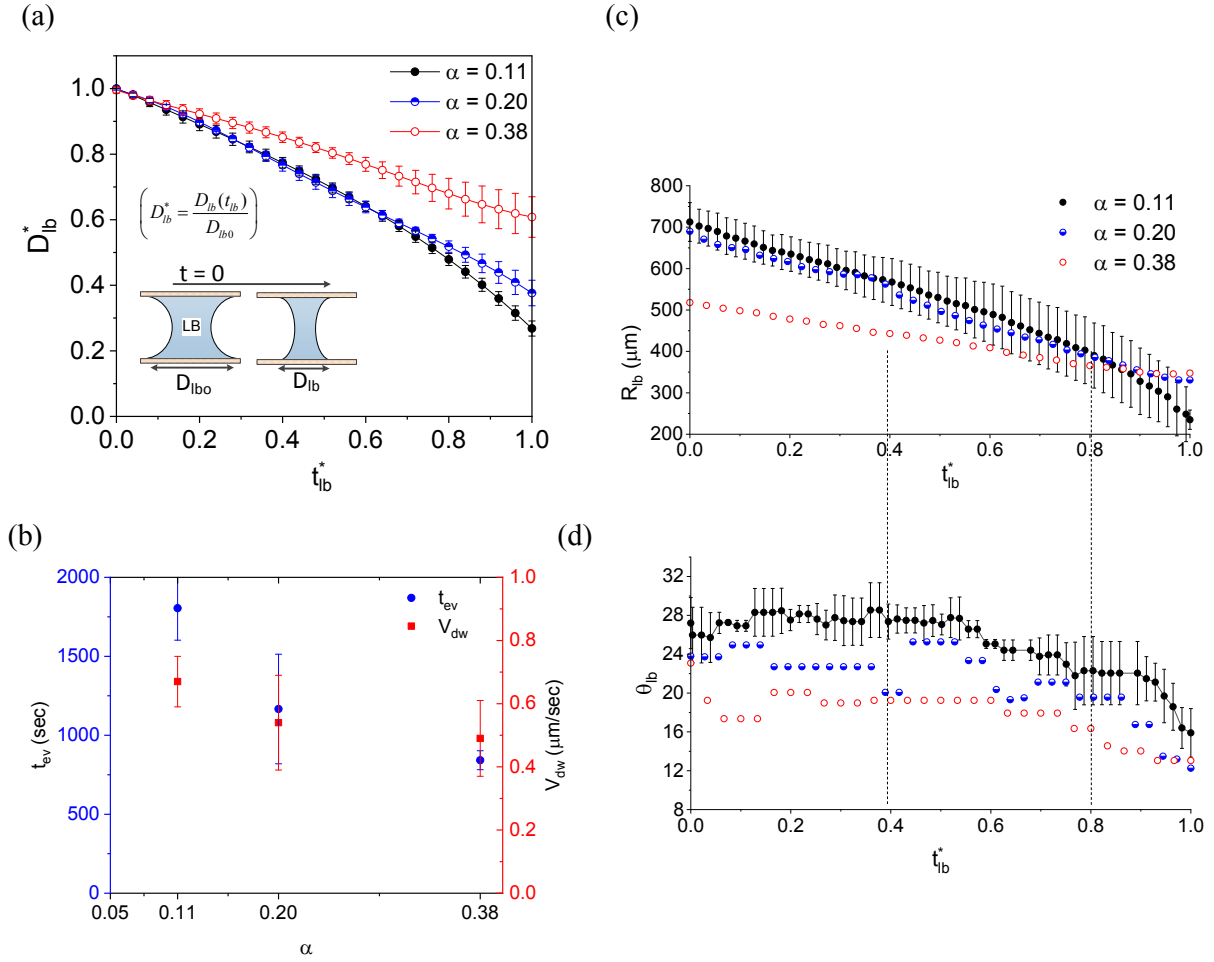 (a)
1.0
0.8
0.6
0.4
0.2
0.0
0.0 0.2 0.4 0.6 0.8 1.0
D*lb
t*lb
α = 0.11
α = 0.20
α = 0.38
(D*lb = Dlb(tlb) / Dlb0)
t = 0
LB
Dlbo
Dlb
(b)
2000
1500
1000
500
0
tev (sec)
1.0
0.8
0.6
0.4
0.2
0.0
Vdw (μm/sec)
tev
Vdw
0.05 0.11 0.20 0.38
α
(c)
800
700
600
500
400
300
200
Rlb (μm)
α = 0.11
α = 0.20
α = 0.38
0.0 0.2 0.4 0.6 0.8 1.0
t*lb
(d)
32
28
24
20
16
12
8
θlb
0.0 0.2 0.4 0.6 0.8 1.0
t*lb